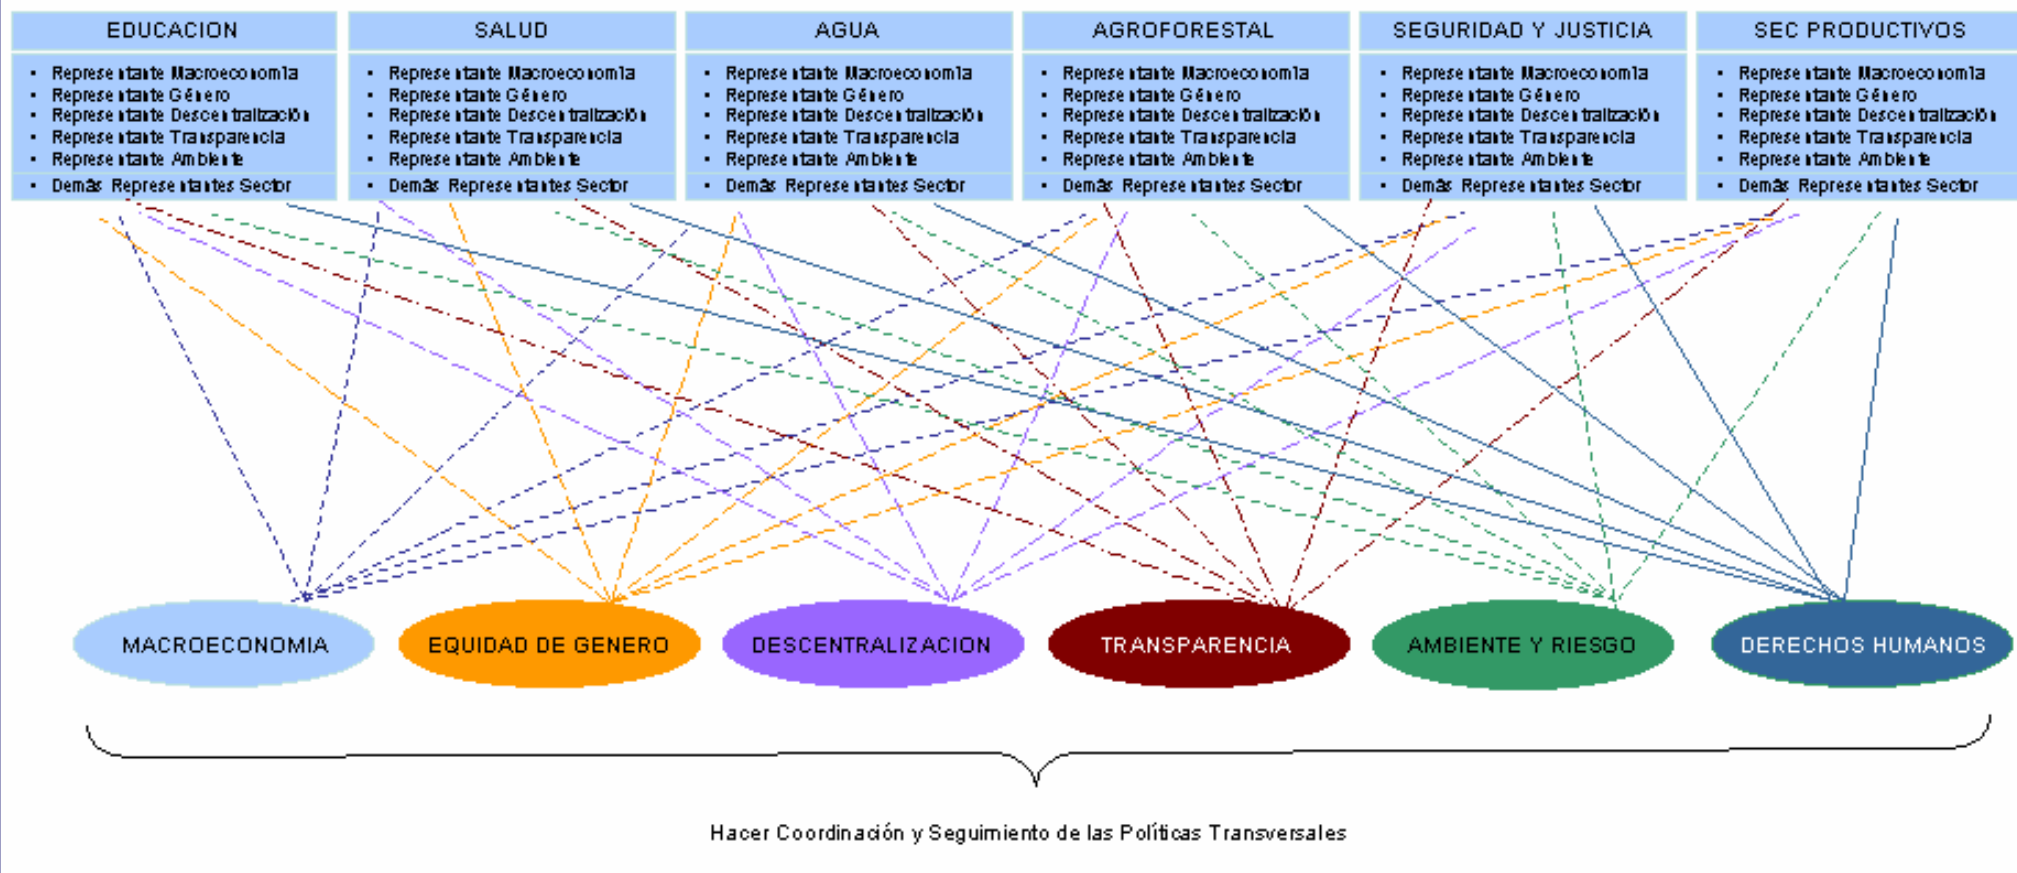 EDUCACION
• Representante Macroeconomía
• Representante Género
• Representante Descentralización
• Representante Transparencia
• Representante Ambiente
• Demás Representantes Sector
SALUD
• Representante Macroeconomía
• Representante Género
• Representante Descentralización
• Representante Transparencia
• Representante Ambiente
• Demás Representantes Sector
AGUA
• Representante Macroeconomía
• Representante Género
• Representante Descentralización
• Representante Transparencia
• Representante Ambiente
• Demás Representantes Sector
AGROFORESTAL
• Representante Macroeconomía
• Representante Género
• Representante Descentralización
• Representante Transparencia
• Representante Ambiente
• Demás Representantes Sector
SEGURIDAD Y JUSTICIA
• Representante Macroeconomía
• Representante Género
• Representante Descentralización
• Representante Transparencia
• Representante Ambiente
• Demás Representantes Sector
SEC PRODUCTIVOS
• Representante Macroeconomía
• Representante Género
• Representante Descentralización
• Representante Transparencia
• Representante Ambiente
• Demás Representantes Sector
MACROECONOMIA
EQUIDAD DE GENERO
DESCENTRALIZACION
TRANSPARENCIA
AMBIENTE Y RIESGO
DERECHOS HUMANOS
Hacer Coordinación y Seguimiento de las Políticas Transversales